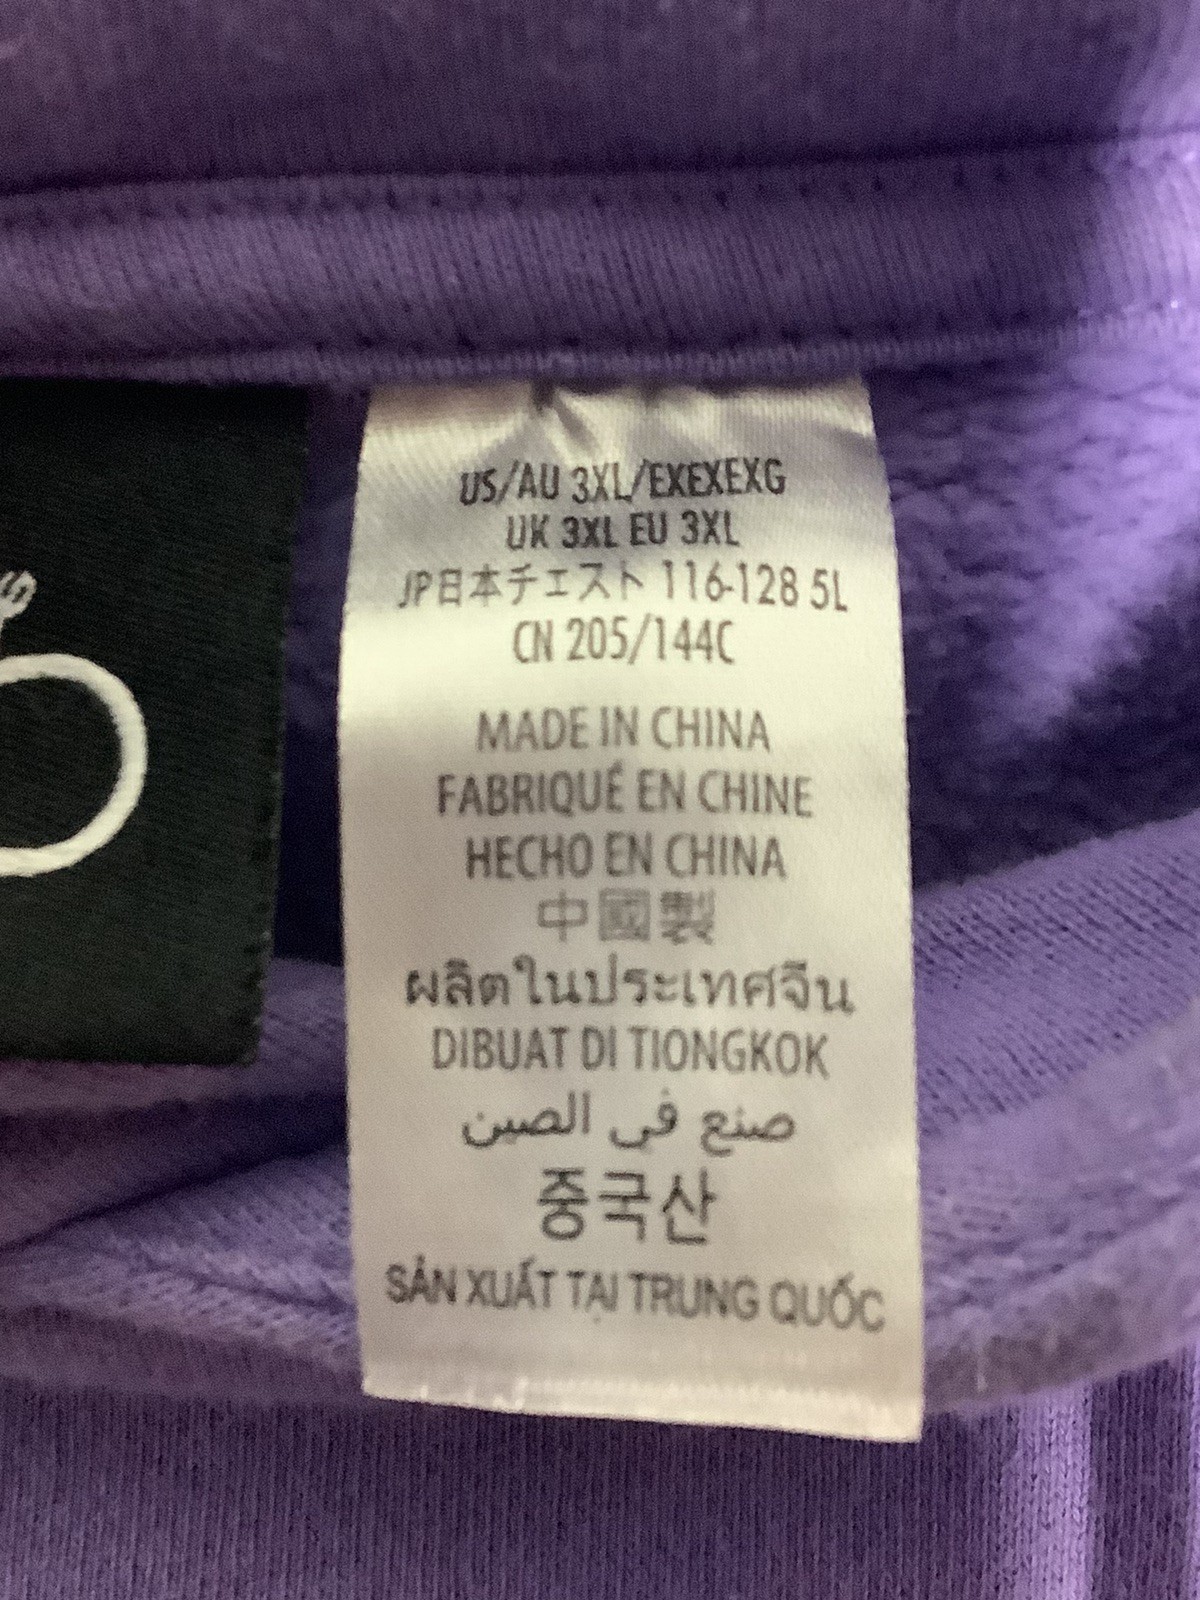 US/AU 3XL/EXEXEXG
UK 3XL EU 3XL
JP日本チェスト 116-128 5L
CN 205/144C
MADE IN CHINA
FABRIQUÉ EN CHINE
HECHO EN CHINA
中國製
ผลิตในประเทศจีน
DIBUAT DI TIONGKOK
صنع في الصين
중국산
SẢN XUẤT TẠI TRUNG QUỐC